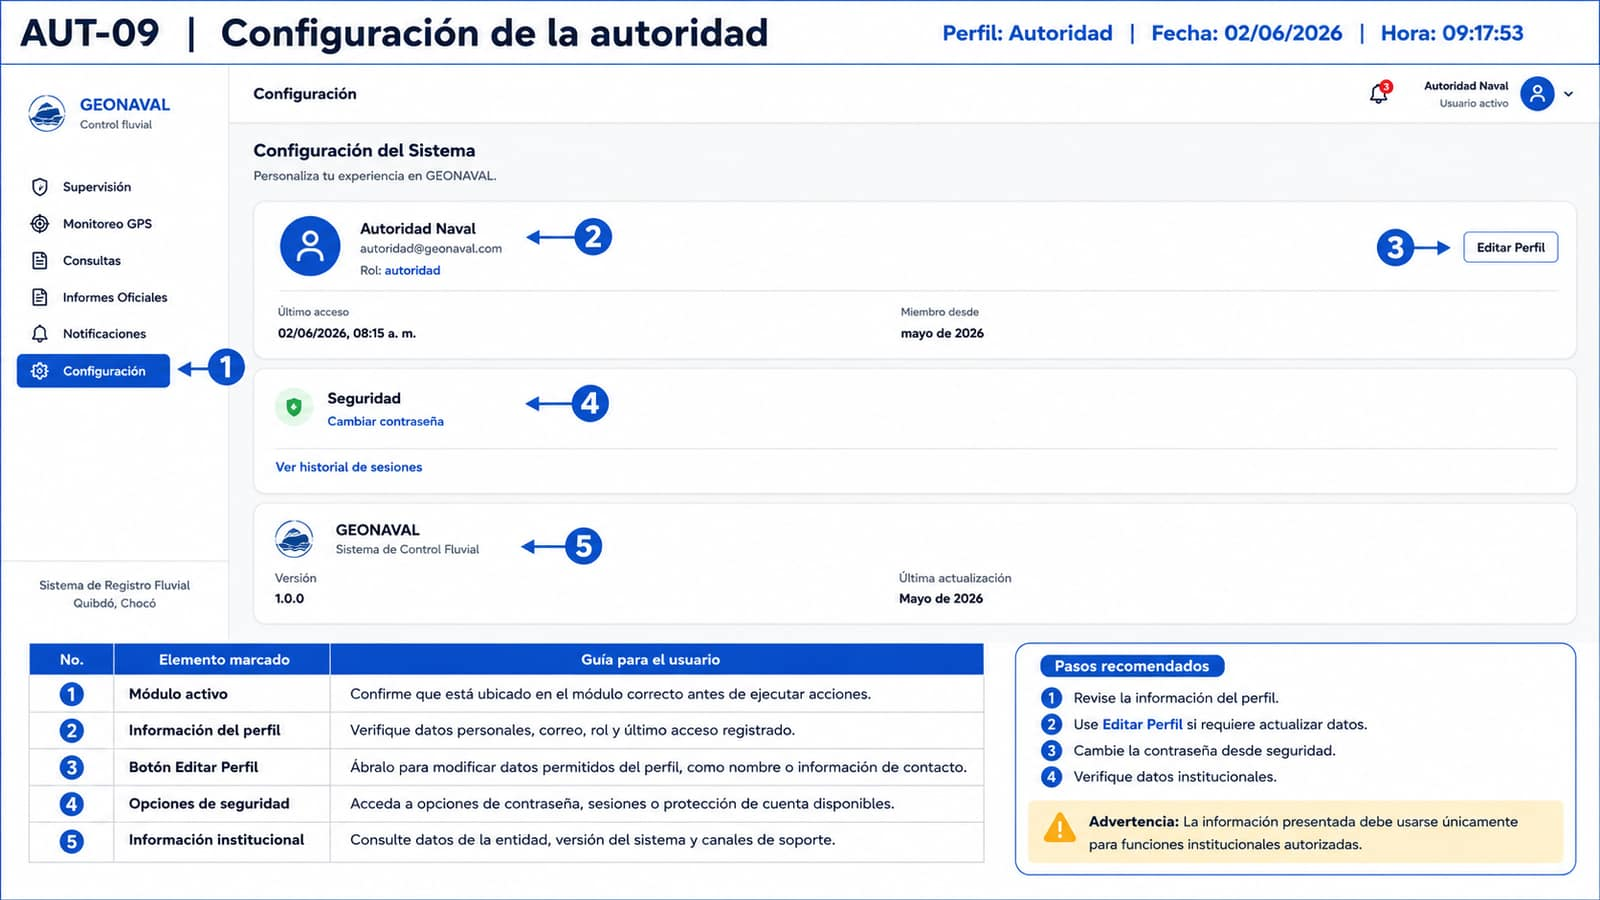 AUT-09 | Configuración de la autoridad
Perfil: Autoridad | Fecha: 02/06/2026 | Hora: 09:17:53
GEONAVAL
Control fluvial
Supervisión
Monitoreo GPS
Consultas
Informes Oficiales
Notificaciones
Configuración
1
Sistema de Registro Fluvial
Quibdó, Chocó
Configuración
3
Autoridad Naval
Usuario activo
Configuración del Sistema
Personaliza tu experiencia en GEONAVAL.
Autoridad Naval
autoridad@geonaval.com
Rol: autoridad
2
3
Editar Perfil
Último acceso
02/06/2026, 08:15 a. m.
Miembro desde
mayo de 2026
Seguridad
Cambiar contraseña
4
Ver historial de sesiones
GEONAVAL
Sistema de Control Fluvial
5
Versión
1.0.0
Última actualización
Mayo de 2026
No. Elemento marcado Guía para el usuario
1 Módulo activo Confirme que está ubicado en el módulo correcto antes de ejecutar acciones.
2 Información del perfil Verifique datos personales, correo, rol y último acceso registrado.
3 Botón Editar Perfil Ábralo para modificar datos permitidos del perfil, como nombre o información de contacto.
4 Opciones de seguridad Acceda a opciones de contraseña, sesiones o protección de cuenta disponibles.
5 Información institucional Consulte datos de la entidad, versión del sistema y canales de soporte.
Pasos recomendados
1 Revise la información del perfil.
2 Use Editar Perfil si requiere actualizar datos.
3 Cambie la contraseña desde seguridad.
4 Verifique datos institucionales.
Advertencia: La información presentada debe usarse únicamente
para funciones institucionales autorizadas.